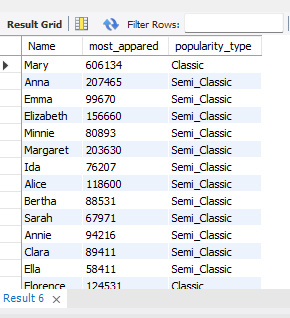 Result Grid Filter Rows:
Name most_appared popularity_type
Mary 606134 Classic
Anna 207465 Semi_Classic
Emma 99670 Semi_Classic
Elizabeth 156660 Semi_Classic
Minnie 80893 Semi_Classic
Margaret 203630 Semi_Classic
Ida 76207 Semi_Classic
Alice 118600 Semi_Classic
Bertha 88531 Semi_Classic
Sarah 67971 Semi_Classic
Annie 94216 Semi_Classic
Clara 89411 Semi_Classic
Ella 58411 Semi_Classic
Florence 124531 Classic
Result 6